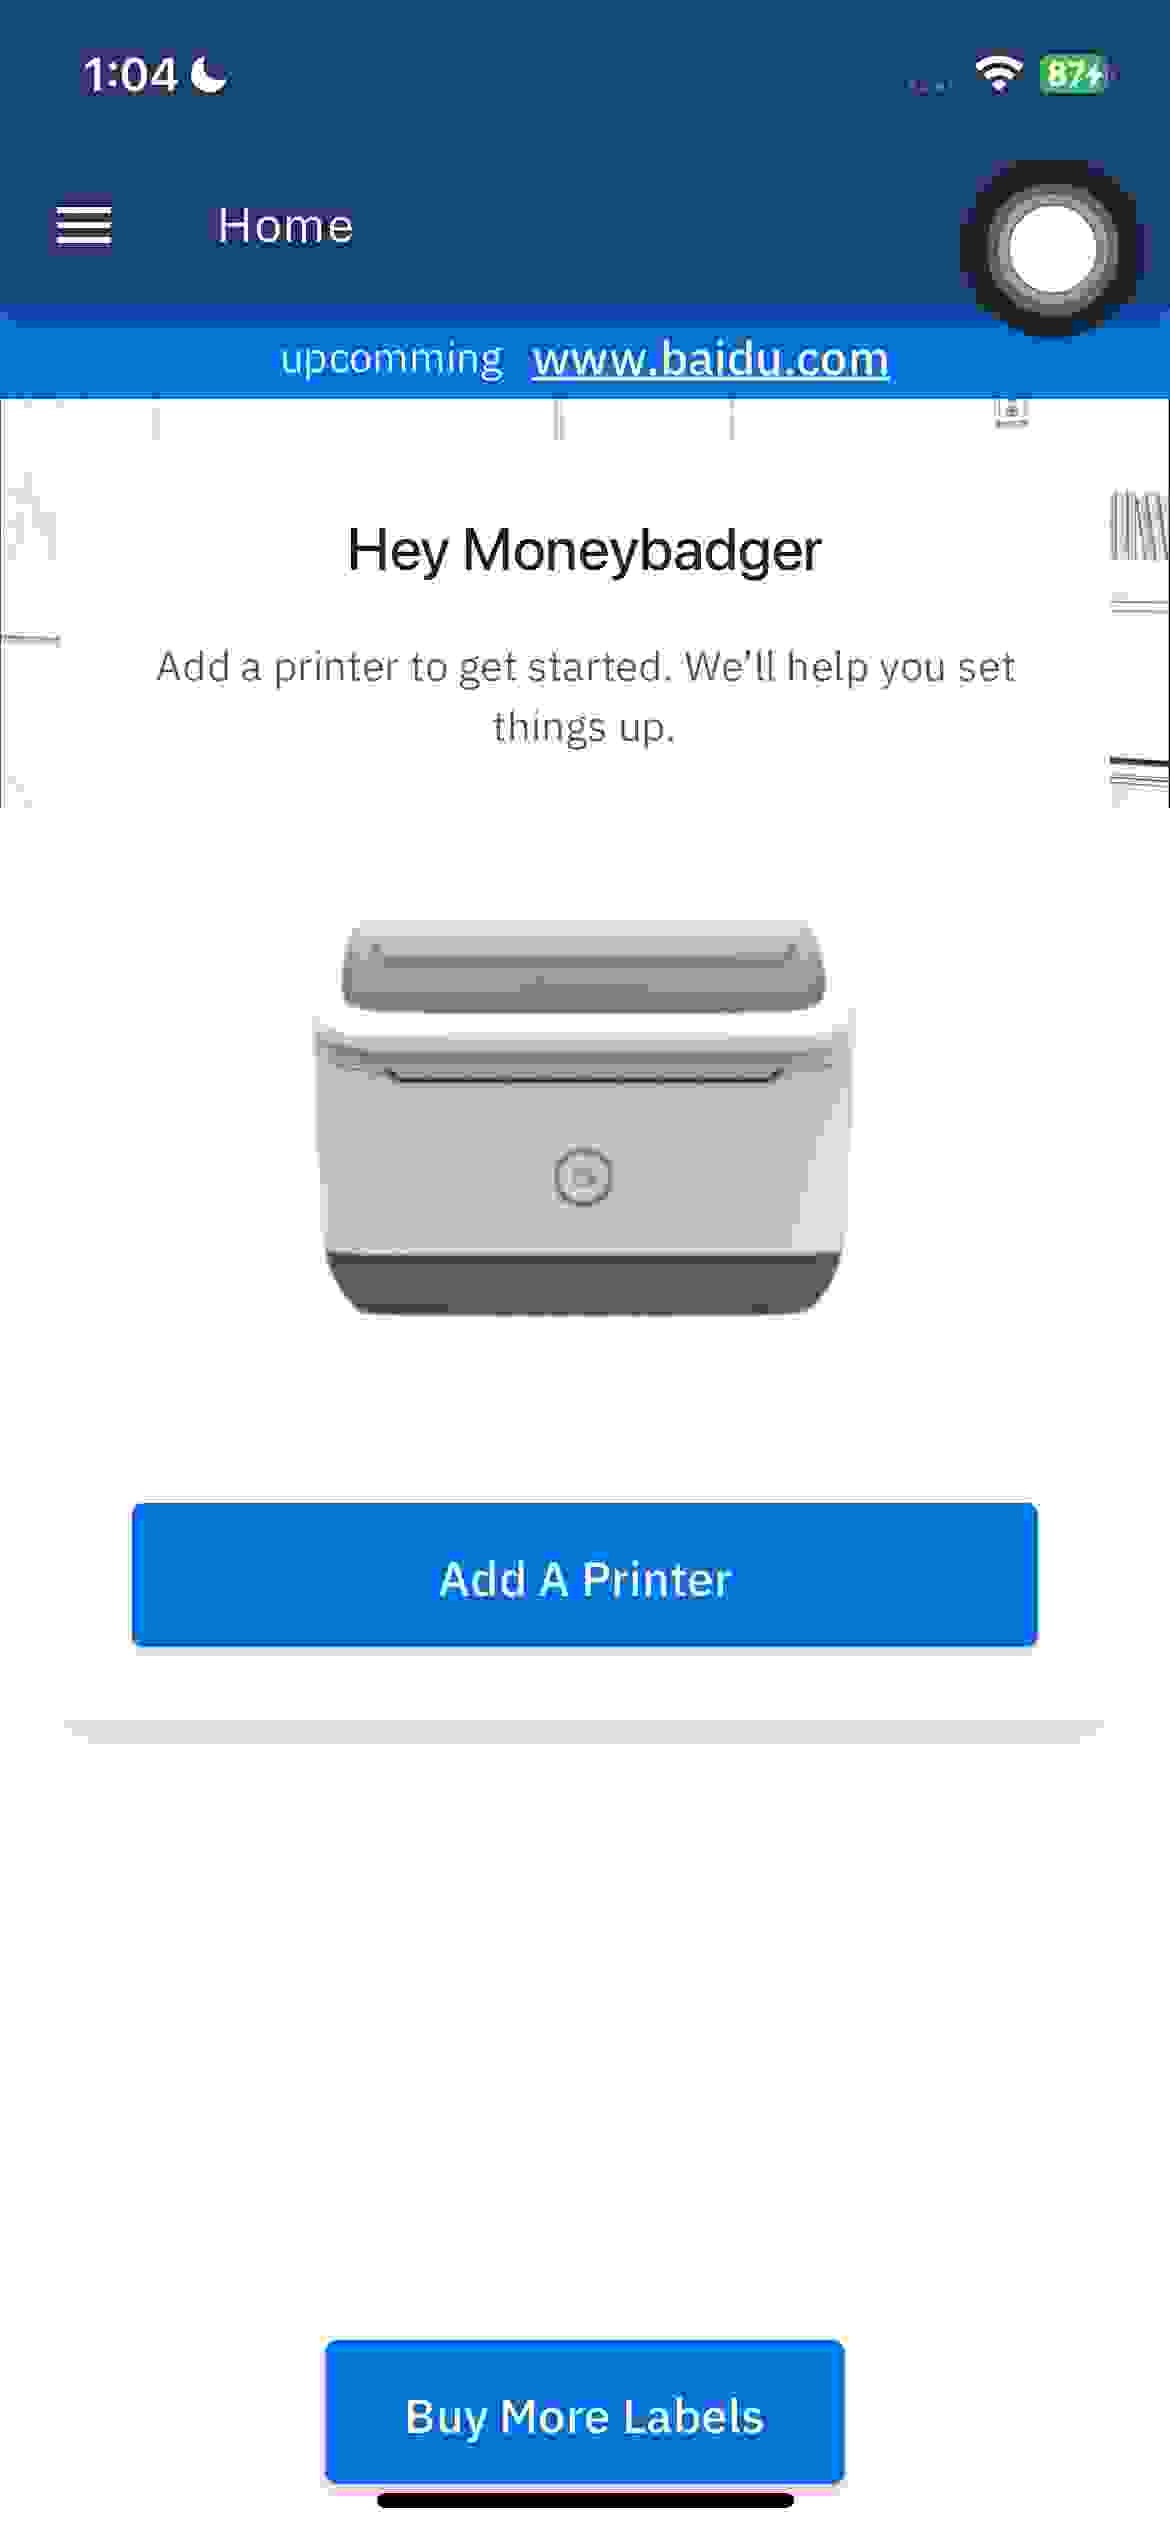 1:04
87
Home
upcomming www.baidu.com
Hey Moneybadger
Add a printer to get started. We'll help you set
things up.
Add A Printer
Buy More Labels